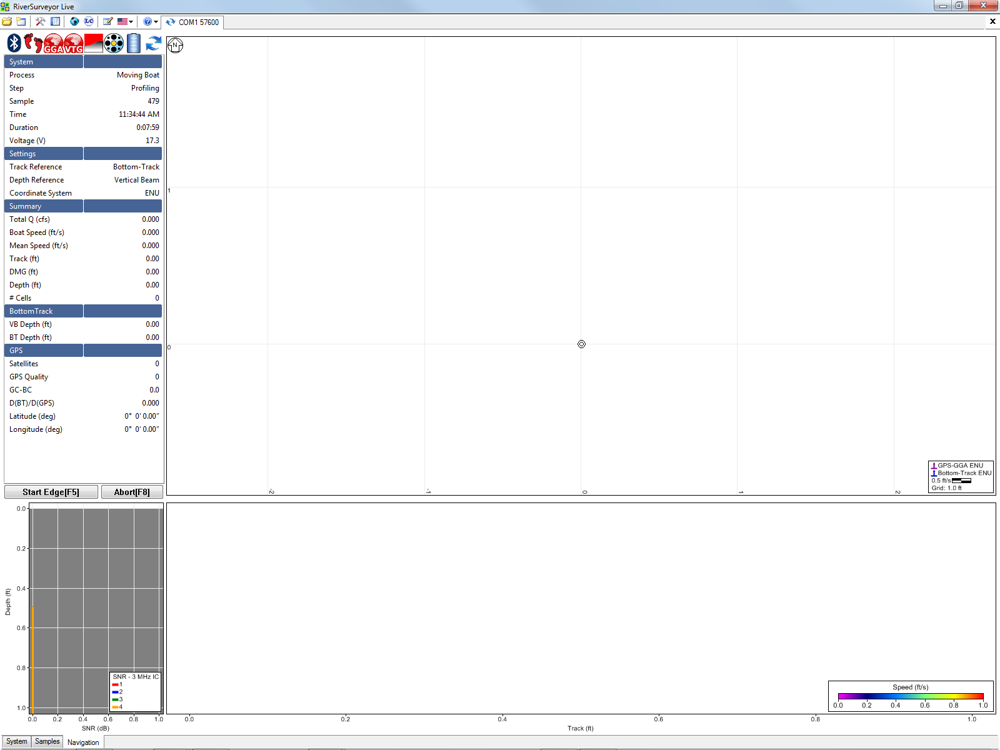 RiverSurveyor Live
LC
COM1 57600
GGA VTG
N
System
Process Moving Boat
Step Profiling
Sample 479
Time 11:34:44 AM
Duration 0:07:59
Voltage (V) 17.3
Settings
Track Reference Bottom-Track
Depth Reference Vertical Beam
Coordinate System ENU
Summary
Total Q (cfs) 0.000
Boat Speed (ft/s) 0.000
Mean Speed (ft/s) 0.000
Track (ft) 0.00
DMG (ft) 0.00
Depth (ft) 0.00
# Cells 0
BottomTrack
VB Depth (ft) 0.00
BT Depth (ft) 0.00
GPS
Satellites 0
GPS Quality 0
GC-BC 0.0
D(BT)/D(GPS) 0.000
Latitude (deg) 0° 0' 0.00"
Longitude (deg) 0° 0' 0.00"
Start Edge[F5] Abort[F8]
1
0
-2 -1 0 1 2
GPS-GGA ENU
Bottom-Track ENU
0.5 ft/s
Grid: 1.0 ft
0.0
0.2
0.4
0.6
0.8
1.0
Depth (ft)
SNR - 3 MHz IC
1
2
3
4
0.0 0.2 0.4 0.6 0.8 1.0
SNR (dB)
Speed (ft/s)
0.0 0.2 0.4 0.6 0.8 1.0
0.0 0.2 0.4 0.6 0.8 1.0
Track (ft)
System Samples Navigation